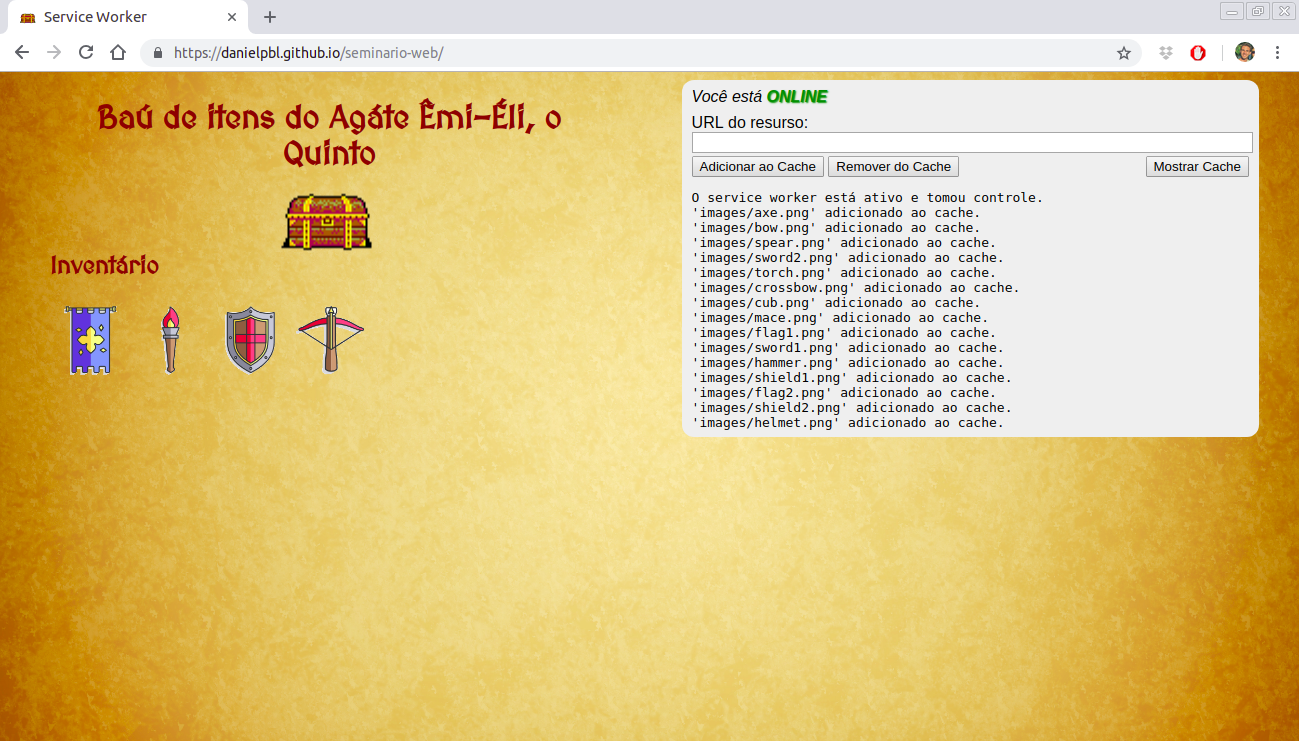 Service Worker
https://danielpbl.github.io/seminario-web/
Baú de itens do Agáte Êmi-Éli, o
Quinto
Inventário
Você está ONLINE
URL do resurso:
Adicionar ao Cache Remover do Cache Mostrar Cache
O service worker está ativo e tomou controle.
'images/axe.png' adicionado ao cache.
'images/bow.png' adicionado ao cache.
'images/spear.png' adicionado ao cache.
'images/sword2.png' adicionado ao cache.
'images/torch.png' adicionado ao cache.
'images/crossbow.png' adicionado ao cache.
'images/cub.png' adicionado ao cache.
'images/mace.png' adicionado ao cache.
'images/flag1.png' adicionado ao cache.
'images/sword1.png' adicionado ao cache.
'images/hammer.png' adicionado ao cache.
'images/shield1.png' adicionado ao cache.
'images/flag2.png' adicionado ao cache.
'images/shield2.png' adicionado ao cache.
'images/helmet.png' adicionado ao cache.